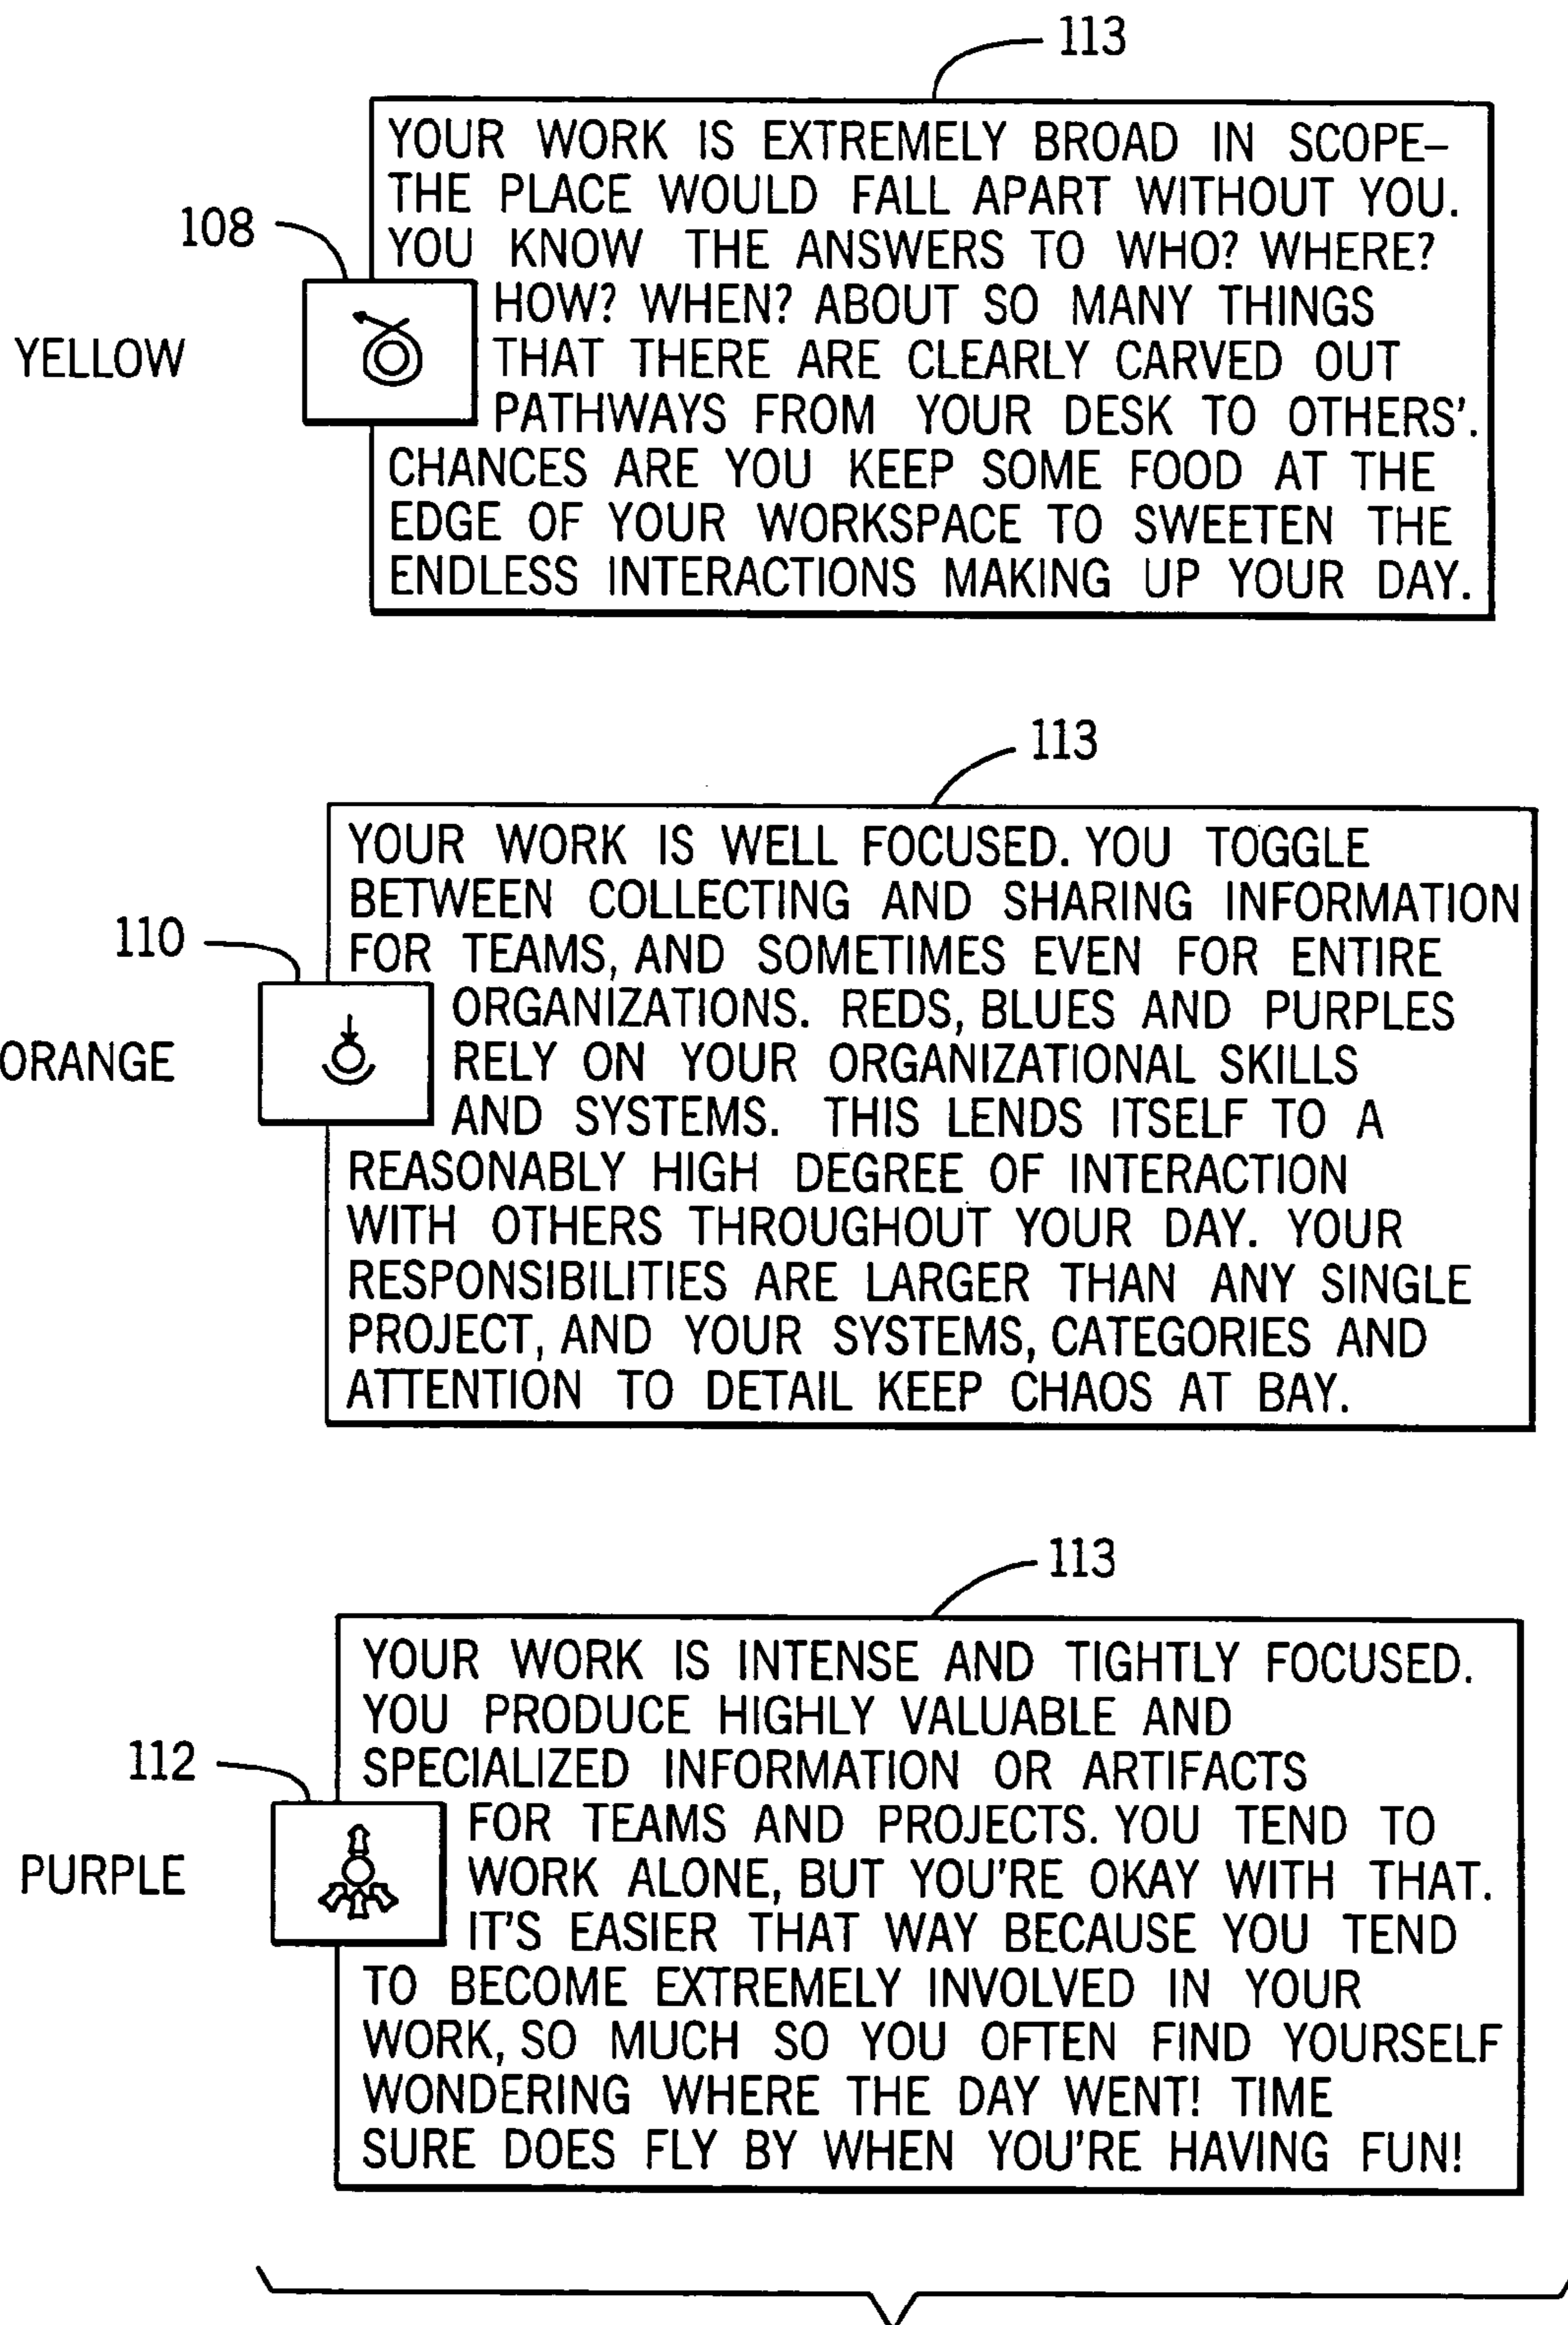 113
YOUR WORK IS EXTREMELY BROAD IN SCOPE–
THE PLACE WOULD FALL APART WITHOUT YOU.
108
YOU KNOW THE ANSWERS TO WHO? WHERE?
HOW? WHEN? ABOUT SO MANY THINGS
YELLOW
THAT THERE ARE CLEARLY CARVED OUT
PATHWAYS FROM YOUR DESK TO OTHERS'.
CHANCES ARE YOU KEEP SOME FOOD AT THE
EDGE OF YOUR WORKSPACE TO SWEETEN THE
ENDLESS INTERACTIONS MAKING UP YOUR DAY.
113
YOUR WORK IS WELL FOCUSED. YOU TOGGLE
BETWEEN COLLECTING AND SHARING INFORMATION
110
FOR TEAMS, AND SOMETIMES EVEN FOR ENTIRE
ORGANIZATIONS. REDS, BLUES AND PURPLES
ORANGE
RELY ON YOUR ORGANIZATIONAL SKILLS
AND SYSTEMS. THIS LENDS ITSELF TO A
REASONABLY HIGH DEGREE OF INTERACTION
WITH OTHERS THROUGHOUT YOUR DAY. YOUR
RESPONSIBILITIES ARE LARGER THAN ANY SINGLE
PROJECT, AND YOUR SYSTEMS, CATEGORIES AND
ATTENTION TO DETAIL KEEP CHAOS AT BAY.
113
YOUR WORK IS INTENSE AND TIGHTLY FOCUSED.
YOU PRODUCE HIGHLY VALUABLE AND
112
SPECIALIZED INFORMATION OR ARTIFACTS
FOR TEAMS AND PROJECTS. YOU TEND TO
PURPLE
WORK ALONE, BUT YOU'RE OKAY WITH THAT.
IT'S EASIER THAT WAY BECAUSE YOU TEND
TO BECOME EXTREMELY INVOLVED IN YOUR
WORK, SO MUCH SO YOU OFTEN FIND YOURSELF
WONDERING WHERE THE DAY WENT! TIME
SURE DOES FLY BY WHEN YOU'RE HAVING FUN!